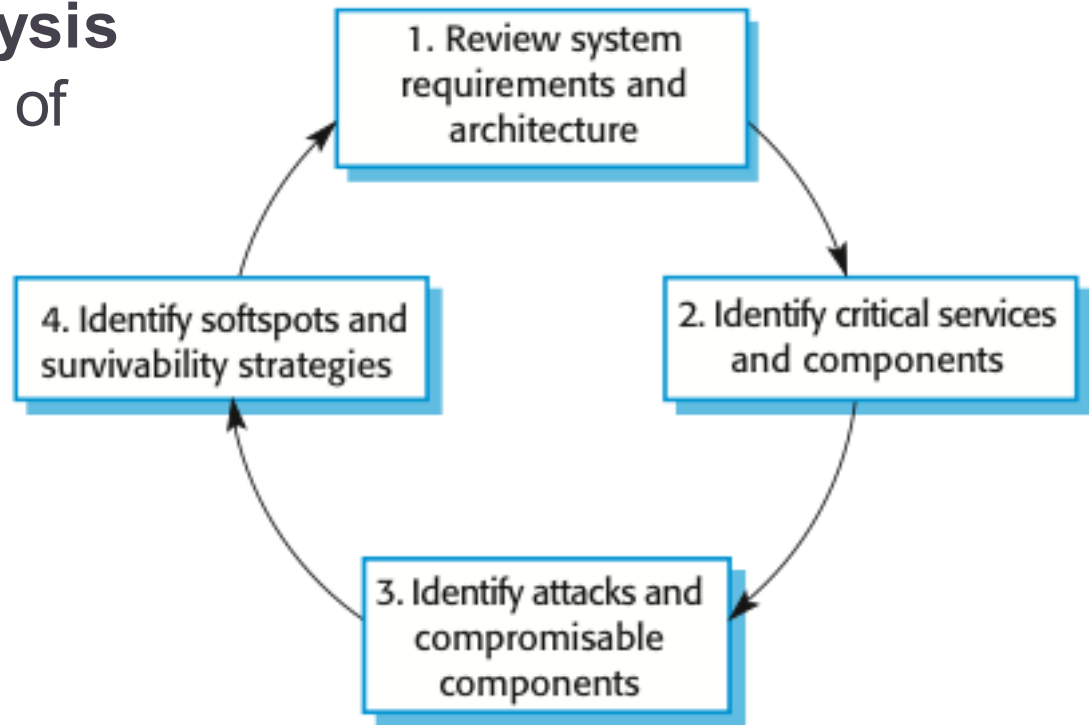 ysis
of
1. Review system
requirements and
architecture
2. Identify critical services
and components
3. Identify attacks and
compromisable
components
4. Identify softspots and
survivability strategies